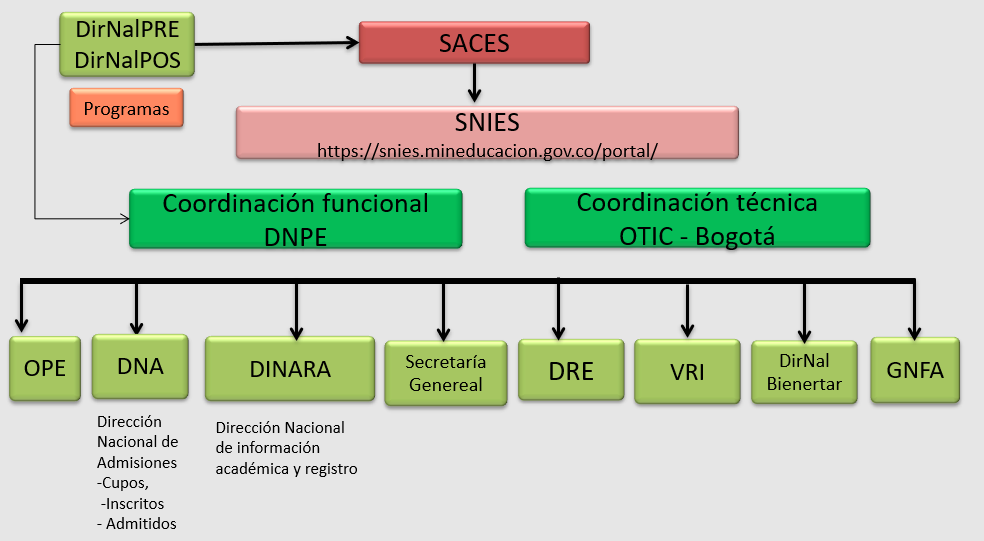 DirNalPRE
DirNalPOS
SACES
Programas
SNIES
https://snies.mineducacion.gov.co/portal/
Coordinación funcional
DNPE
Coordinación técnica
OTIC - Bogotá
OPE
DNA
DINARA
Secretaría
Genereal
DRE
VRI
DirNal
Bienertar
GNFA
Dirección
Nacional de
Admisiones
-Cupos,
-Inscritos
- Admitidos
Dirección Nacional
de información
académica y registro